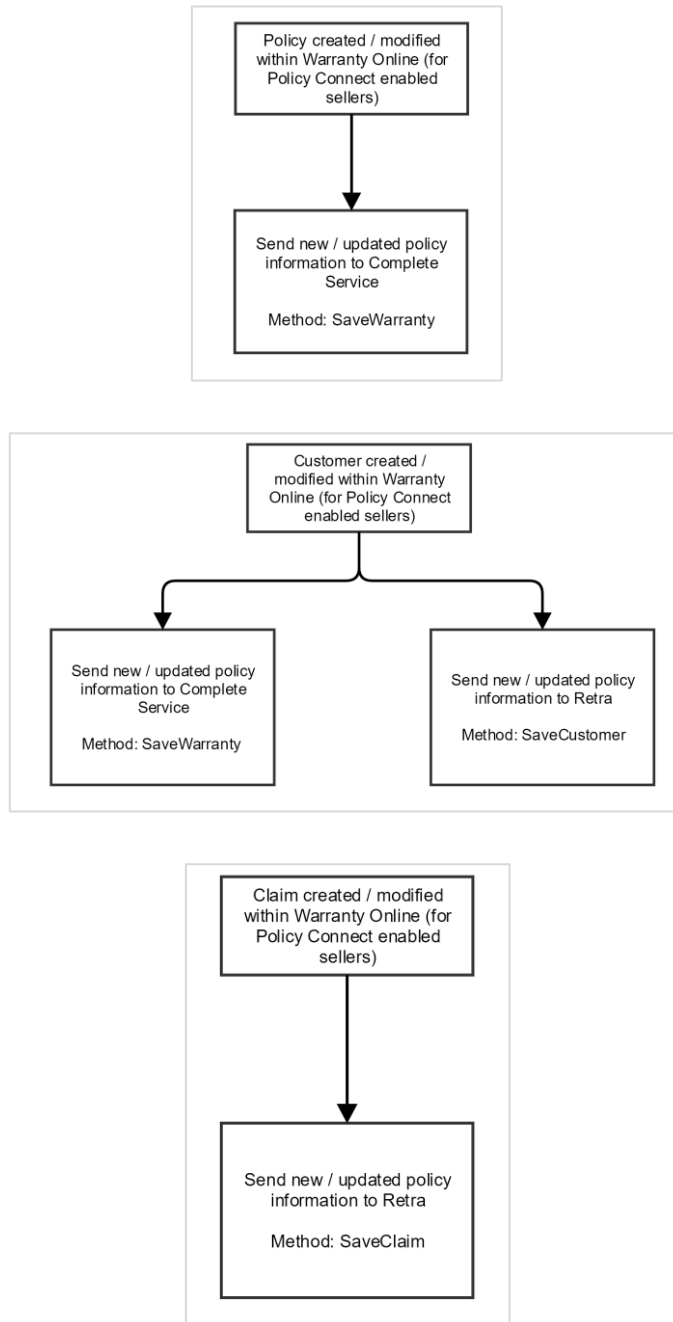 Policy created / modified
within Warranty Online (for
Policy Connect enabled
sellers)
Send new / updated policy
information to Complete
Service
Method: SaveWarranty
Customer created /
modified within Warranty
Online (for Policy Connect
enabled sellers)
Send new / updated policy
information to Complete
Service
Method: SaveWarranty
Send new / updated policy
information to Retra
Method: SaveCustomer
Claim created / modified
within Warranty Online (for
Policy Connect enabled
sellers)
Send new / updated policy
information to Retra
Method: SaveClaim